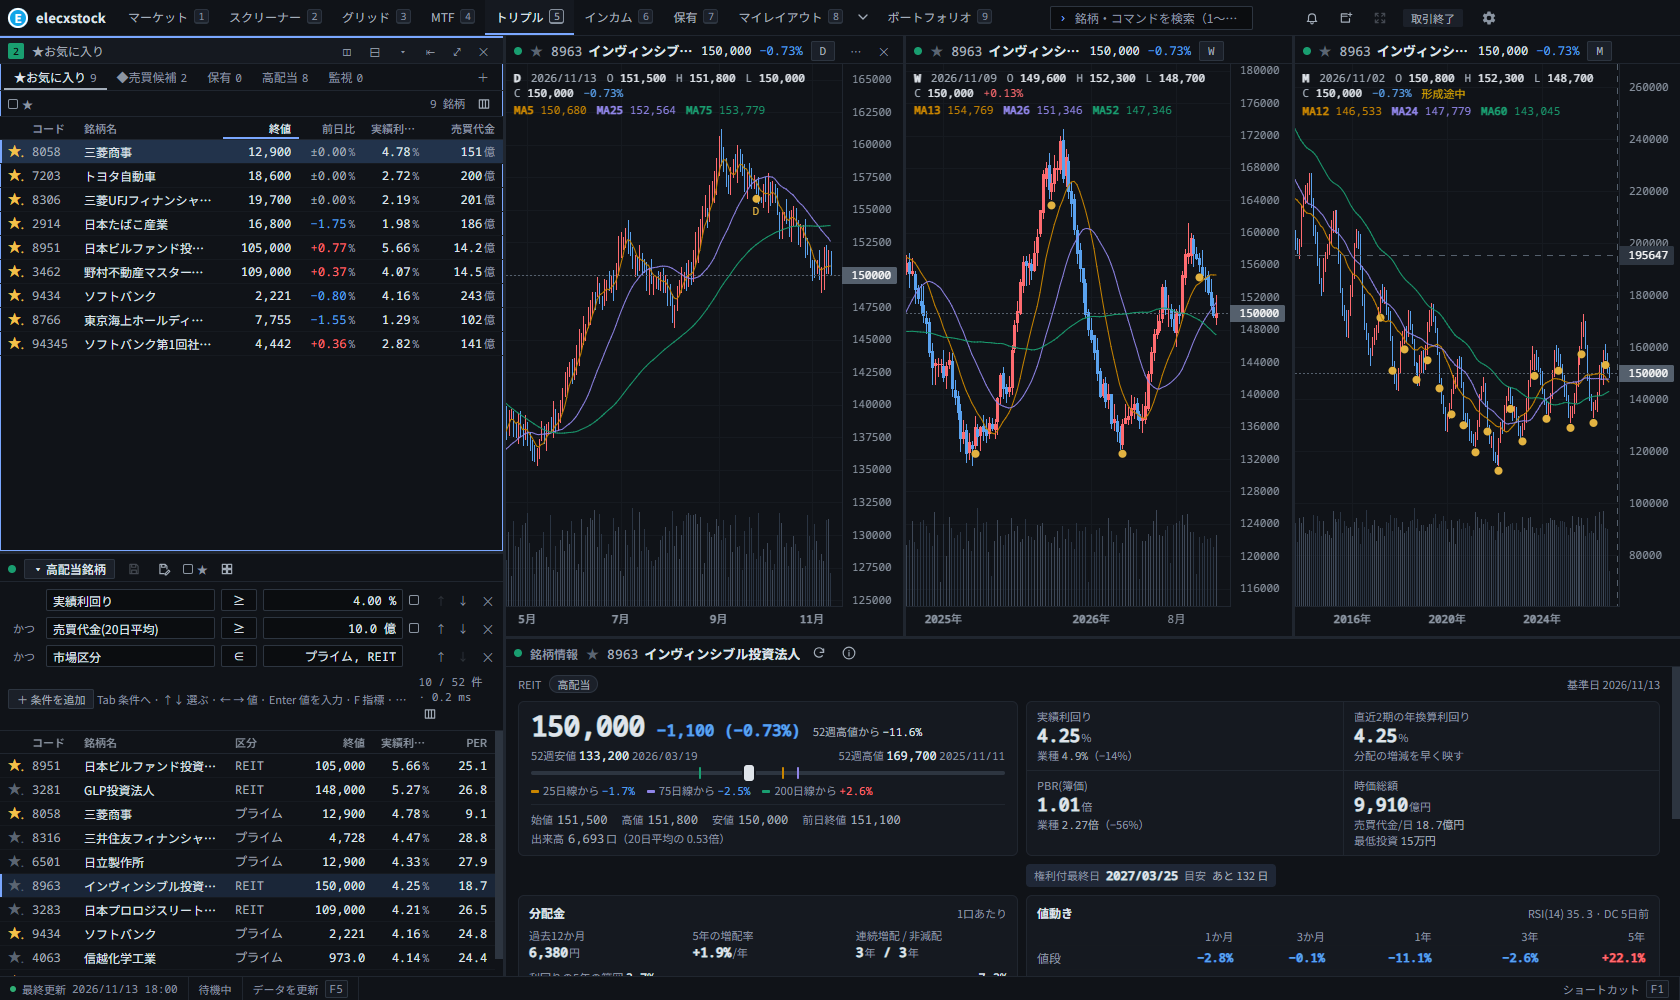 elecxstock マーケット 1 スクリーナー 2 グリッド 3 MTF 4 トリプル 5 インカム 6 保有 7 マイレイアウト 8 ポートフォリオ 9 › 銘柄・コマンドを検索（1〜… 取引終了
2 ★お気に入り
★お気に入り 9 ◆売買候補 2 保有 0 高配当 8 監視 0 ＋
★ 9 銘柄
コード 銘柄名 終値 前日比 実績利… 売買代金
8058 三菱商事 12,900 ±0.00% 4.78% 151億
7203 トヨタ自動車 18,600 ±0.00% 2.72% 200億
8306 三菱UFJフィナンシャ… 19,700 ±0.00% 2.19% 201億
2914 日本たばこ産業 16,800 −1.75% 1.98% 186億
8951 日本ビルファンド投… 105,000 +0.77% 5.66% 14.2億
3462 野村不動産マスター… 109,000 +0.37% 4.07% 14.5億
9434 ソフトバンク 2,221 −0.80% 4.16% 243億
8766 東京海上ホールディ… 7,755 −1.55% 1.29% 102億
94345 ソフトバンク第1回社… 4,442 +0.36% 2.82% 141億
高配当銘柄 ★
実績利回り ≥ 4.00 % ↑ ↓ ×
かつ 売買代金(20日平均) ≥ 10.0 億 ↑ ↓ ×
かつ 市場区分 ∈ プライム, REIT ↑ ↓ ×
＋ 条件を追加 Tab 条件へ · ↑↓ 選ぶ · ←→ 値 · Enter 値を入力 · F 指標 · …
10 / 52 件
· 0.2 ms
コード 銘柄名 区分 終値 実績利… PER
8951 日本ビルファンド投資… REIT 105,000 5.66% 25.1
3281 GLP投資法人 REIT 148,000 5.27% 26.8
8058 三菱商事 プライム 12,900 4.78% 9.1
8316 三井住友フィナンシャ… プライム 4,728 4.47% 28.8
6501 日立製作所 プライム 12,900 4.33% 27.9
8963 インヴィンシブル投資… REIT 150,000 4.25% 18.7
3283 日本プロロジスリート… REIT 109,000 4.21% 26.5
9434 ソフトバンク プライム 2,221 4.16% 24.8
4063 信越化学工業 プライム 973.0 4.14% 24.4
★ 8963 インヴィンシブ… 150,000 −0.73% D … ×
D 2026/11/13 O 151,500 H 151,800 L 150,000
C 150,000 −0.73%
MA5 150,680 MA25 152,564 MA75 153,779
165000
162500
160000
157500
155000
152500
150000
147500
145000
142500
140000
137500
135000
132500
130000
127500
125000
D
5月 7月 9月 11月
★ 8963 インヴィンシ… 150,000 −0.73% W
W 2026/11/09 O 149,600 H 152,300 L 148,700
C 150,000 +0.13%
MA13 154,769 MA26 151,346 MA52 147,346
180000
176000
172000
168000
164000
160000
156000
152000
150000
148000
144000
140000
136000
132000
128000
124000
120000
116000
2025年 2026年 8月
★ 8963 インヴィンシ… 150,000 −0.73% M
M 2026/11/02 O 150,800 H 152,300 L 148,700
C 150,000 −0.73% 形成途中
MA12 146,533 MA24 147,779 MA60 143,045
260000
240000
220000
200000
195647
180000
160000
150000
140000
120000
100000
80000
2016年 2020年 2024年
銘柄情報 ★ 8963 インヴィンシブル投資法人
REIT 高配当 基準日 2026/11/13
150,000 −1,100 (−0.73%) 52週高値から −11.6%
52週安値 133,200 2026/03/19 52週高値 169,700 2025/11/11
25日線から −1.7% 75日線から −2.5% 200日線から +2.6%
始値 151,500 高値 151,800 安値 150,000 前日終値 151,100
出来高 6,693口（20日平均の 0.53倍）
実績利回り
4.25%
業種 4.9%（−14%）
直近2期の年換算利回り
4.25%
分配の増減を早く映す
PBR(簿価)
1.01倍
業種 2.27倍（−56%）
時価総額
9,910億円
売買代金/日 18.7億円
最低投資 15万円
権利付最終日 2027/03/25 目安 あと 132 日
分配金 1口あたり
過去12か月 5年の増配率 連続増配 / 非減配
6,380円 +1.9%/年 3年 / 3年
値動き RSI(14) 35.3 · DC 5日前
1か月 3か月 1年 3年 5年
値段 −2.8% −0.1% −11.1% −2.6% +22.1%
最終更新 2026/11/13 18:00 待機中 データを更新 F5 ショートカット F1